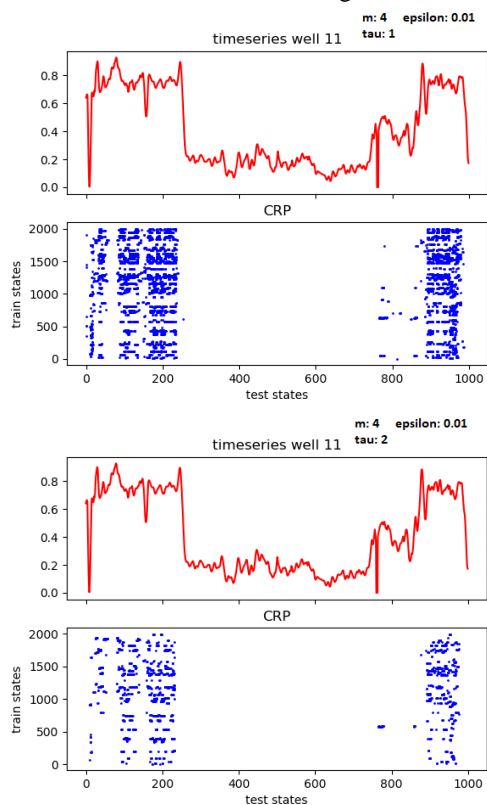 m: 4 epsilon: 0.01
tau: 1
timeseries well 11
0.8
0.6
0.4
0.2
0.0
CRP
train states
2000
1500
1000
500
0
0 200 400 600 800 1000
test states
m: 4 epsilon: 0.01
tau: 2
timeseries well 11
0.8
0.6
0.4
0.2
0.0
CRP
train states
2000
1500
1000
500
0
0 200 400 600 800 1000
test states